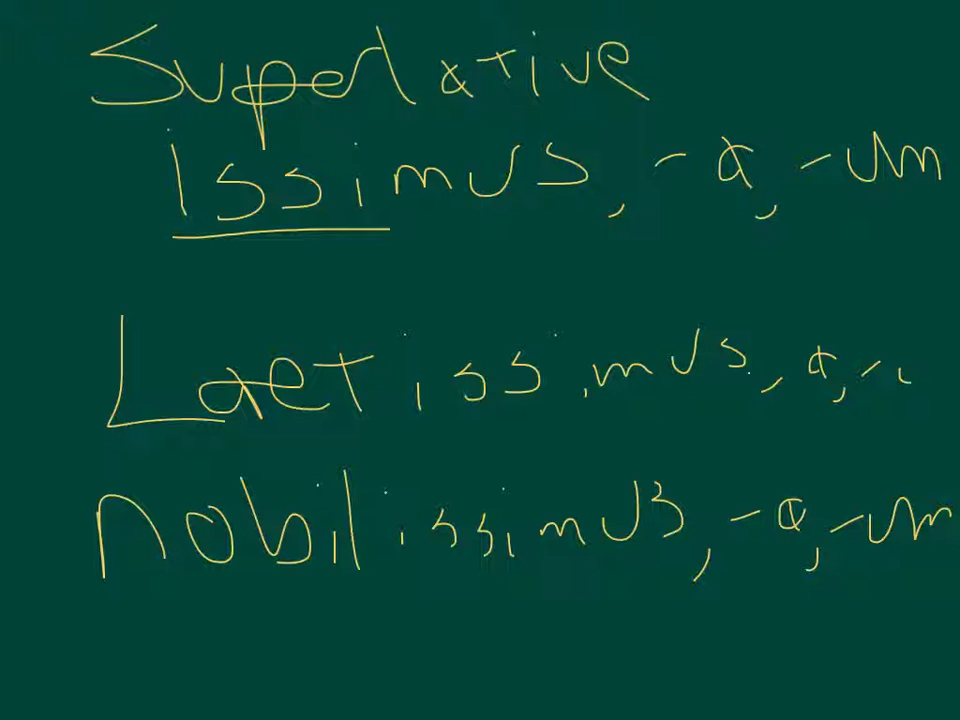 Superlative
issimus, -a, -um
Laetissimus, a, -u
nobilissimus, -a, -um